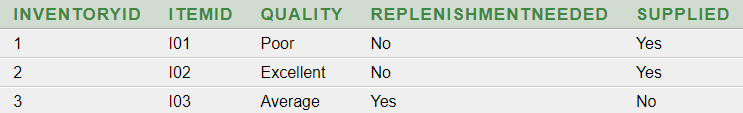 INVENTORYID ITEMID QUALITY REPLENISHMENTNEEDED SUPPLIED
1 I01 Poor No Yes
2 I02 Excellent No Yes
3 I03 Average Yes No